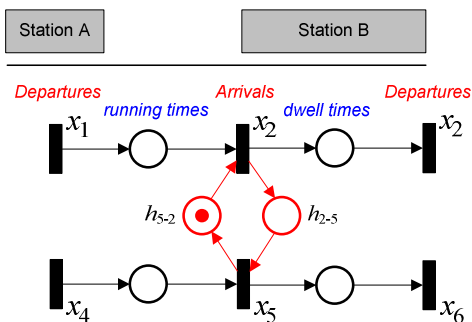 Station A
Station B
Departures
Arrivals
Departures
running times
dwell times
x1
x2
x2
h5-2
h2-5
x4
x5
x6